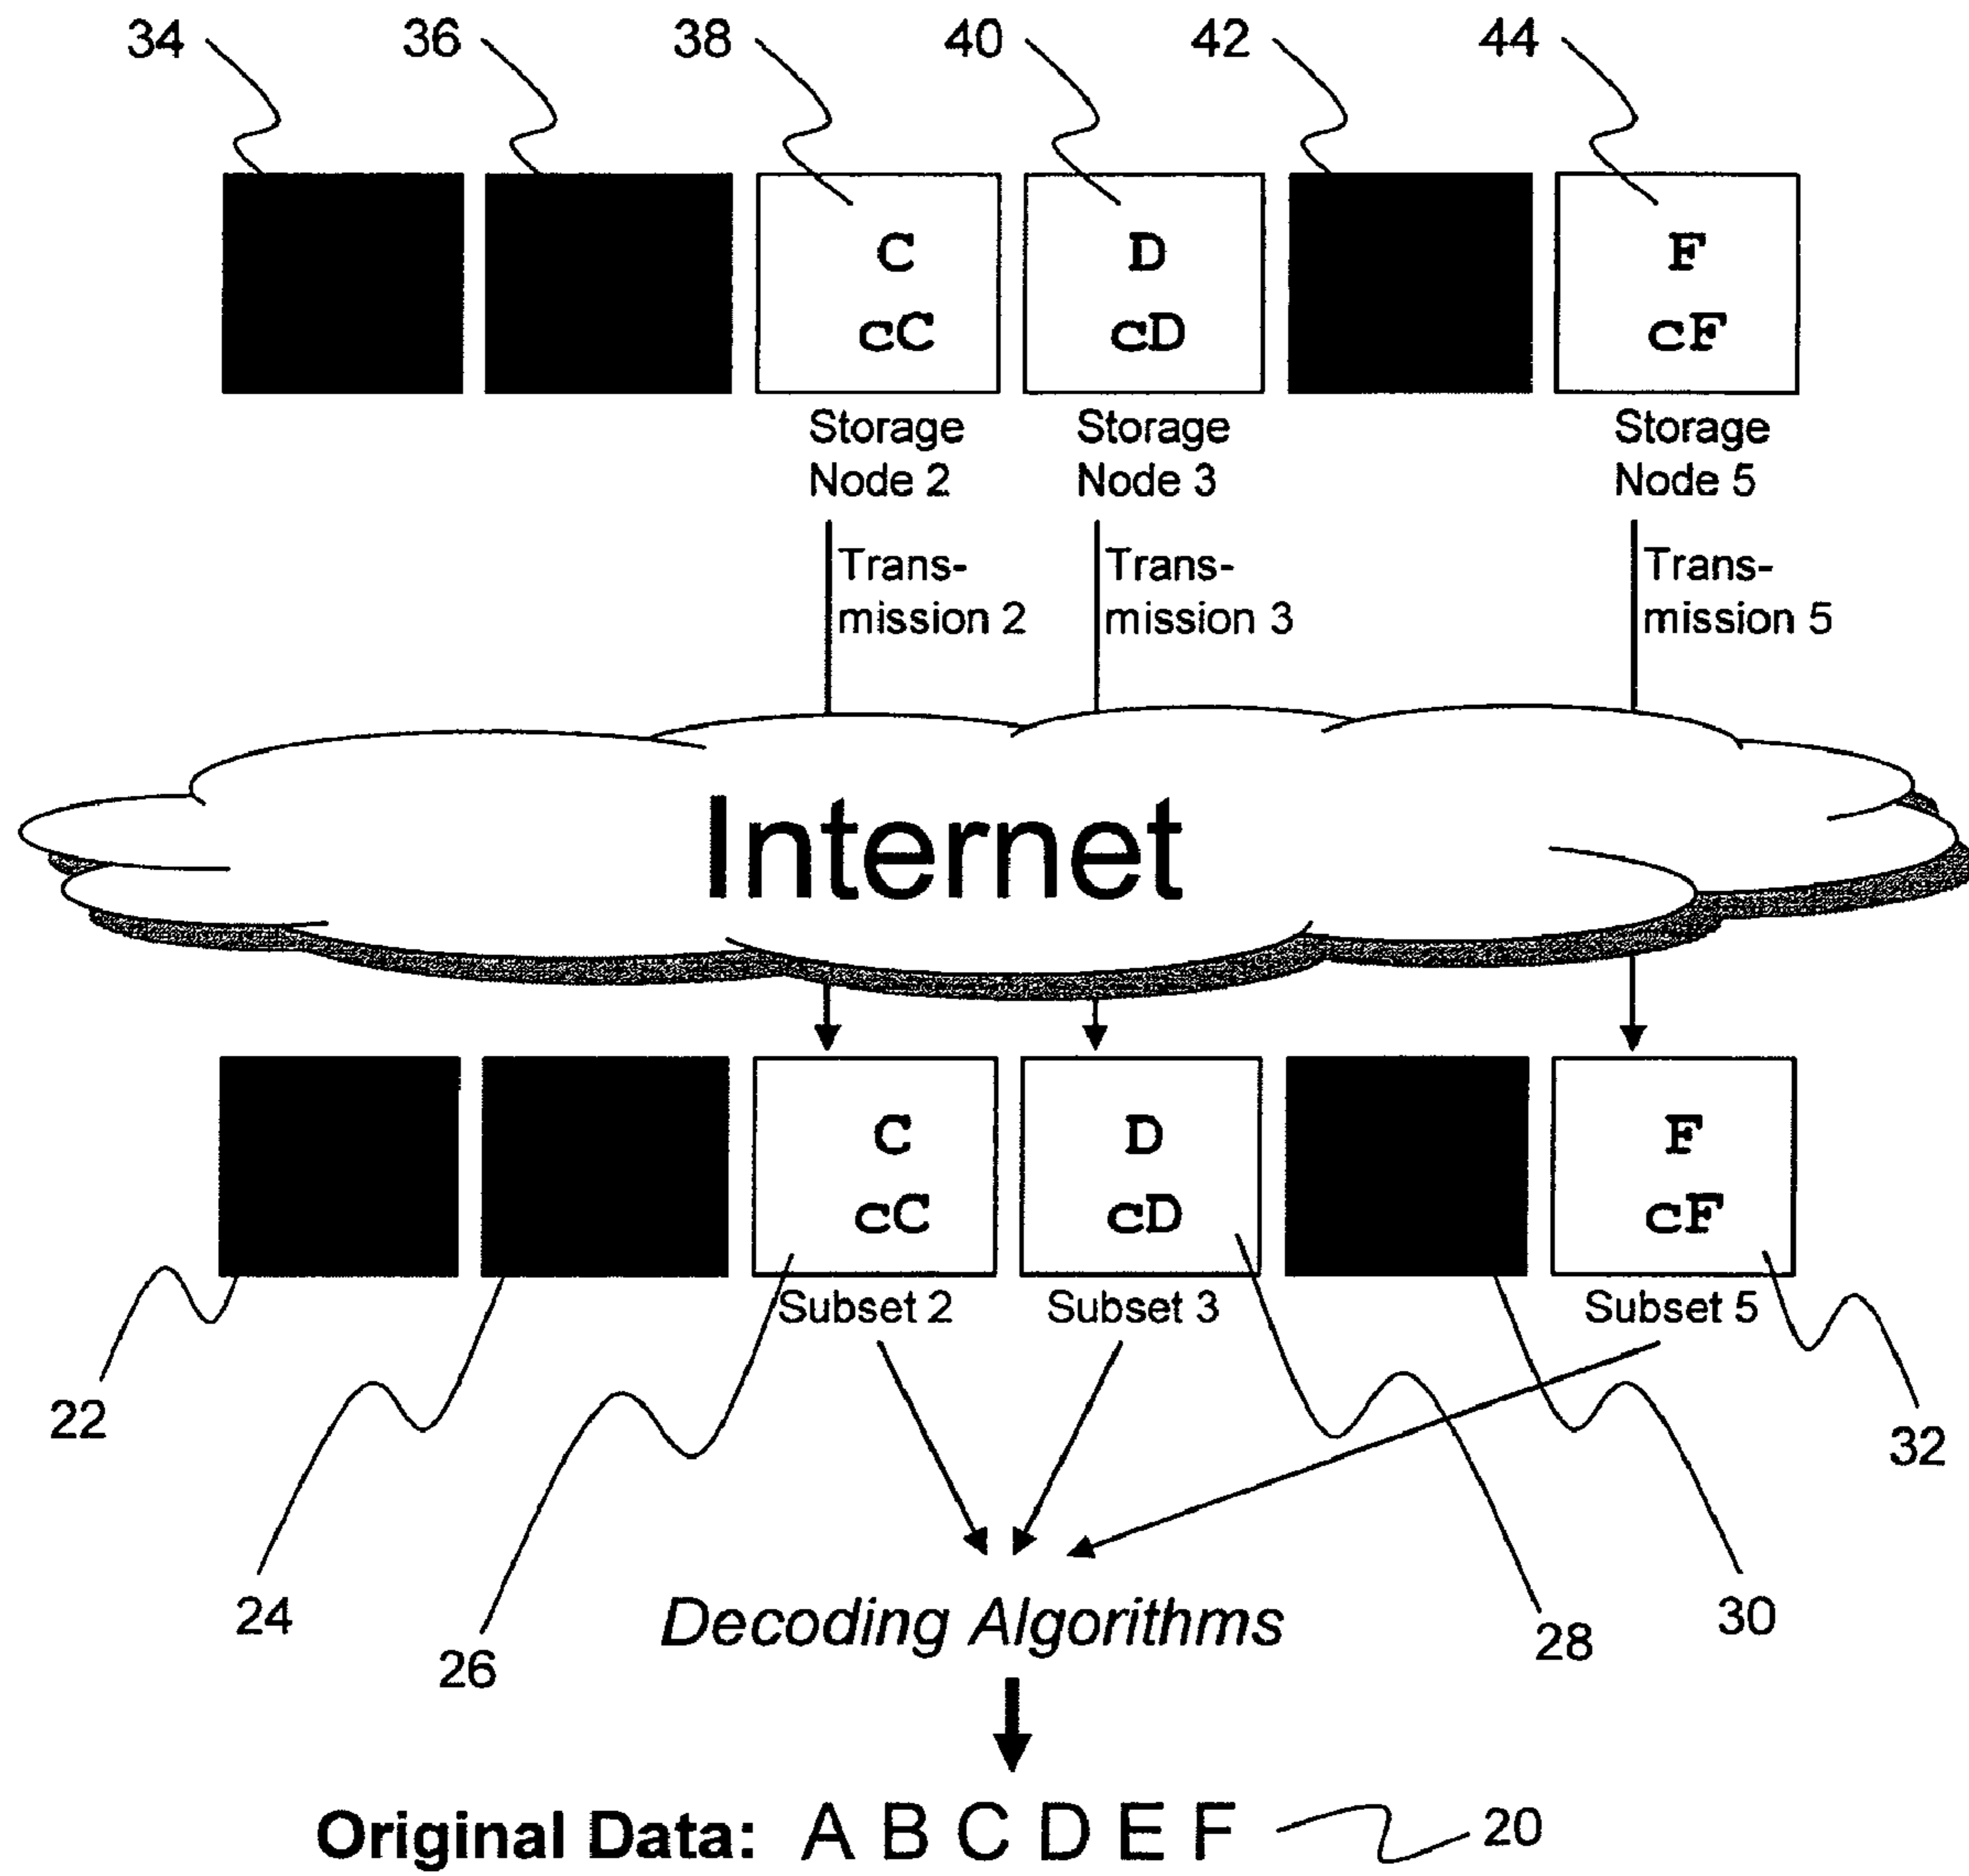 34 36 38 40 42 44
C D F
cC cD cF
Storage Storage Storage
Node 2 Node 3 Node 5
Trans- Trans- Trans-
mission 2 mission 3 mission 5
Internet
C D F
cC cD cF
Subset 2 Subset 3 Subset 5
22
32
24
26
28
30
Decoding Algorithms
Original Data: A B C D E F 20